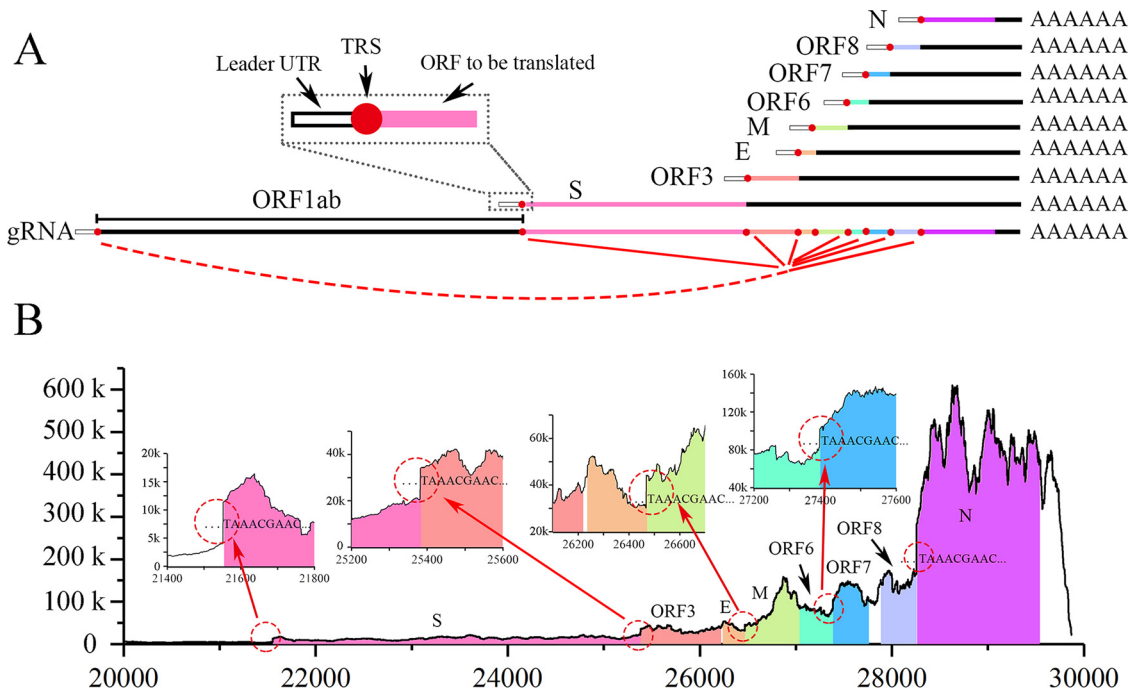 A
N AAAAAA
ORF8 AAAAAA
ORF7 AAAAAA
ORF6 AAAAAA
M AAAAAA
E AAAAAA
ORF3 AAAAAA
S AAAAAA
gRNA AAAAAA
TRS
Leader UTR
ORF to be translated
ORF1ab
B
600 k
500 k
400 k
300 k
200 k
100 k
0
20000 22000 24000 26000 28000 30000
20k
15k
10k
5k
0
21400 21600 21800
...TAAACGAAC...
60k
40k
20k
0
25200 25400 25600
...TAAACGAAC...
60k
40k
20k
26200 26400 26600
...TAAACGAAC...
160k
120k
80k
40k
27200 27400 27600
...TAAACGAAC...
S
ORF3
E
M
ORF6
ORF7
ORF8
N
...TAAACGAAC...